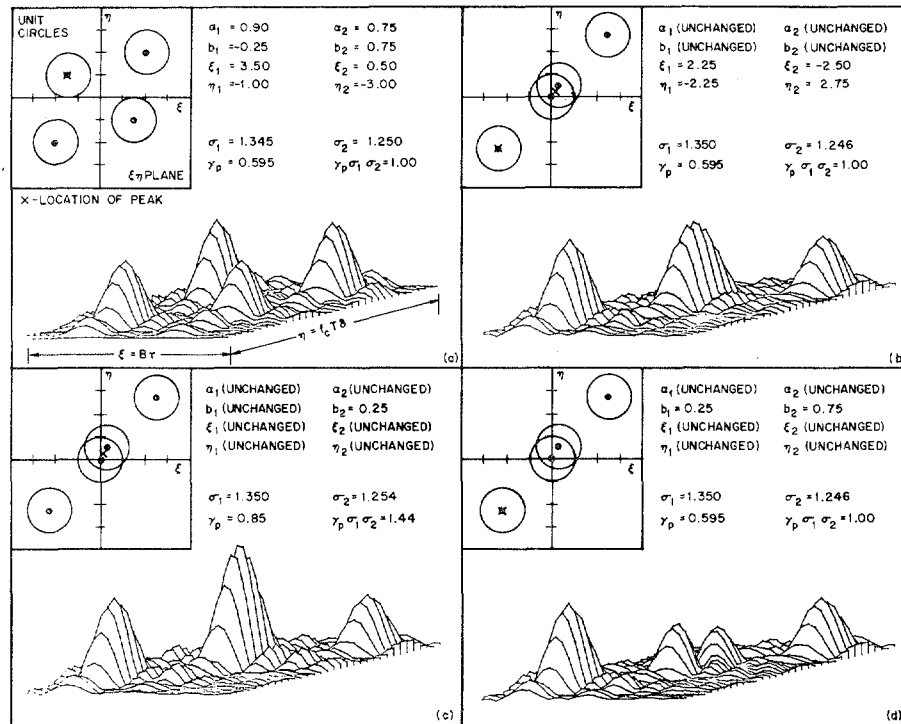 UNIT CIRCLES
η
ξ
ξη PLANE
α₁ = 0.90 α₂ = 0.75
b₁ = -0.25 b₂ = 0.75
ξ₁ = 3.50 ξ₂ = 0.50
η₁ = -1.00 η₂ = -3.00
σ₁ = 1.345 σ₂ = 1.250
γₚ = 0.595 γₚσ₁σ₂ = 1.00
X-LOCATION OF PEAK
ξ = Bτ
η = f_c Tδ
(a)
η
ξ
α₁ (UNCHANGED) α₂ (UNCHANGED)
b₁ (UNCHANGED) b₂ (UNCHANGED)
ξ₁ = 2.25 ξ₂ = -2.50
η₁ = -2.25 η₂ = 2.75
σ₁ = 1.350 σ₂ = 1.246
γₚ = 0.595 γₚ σ₁ σ₂ = 1.00
(b)
η
ξ
α₁ (UNCHANGED) α₂ (UNCHANGED)
b₁ (UNCHANGED) b₂ = 0.25
ξ₁ (UNCHANGED) ξ₂ (UNCHANGED)
η₁ (UNCHANGED) η₂ (UNCHANGED)
σ₁ = 1.350 σ₂ = 1.254
γₚ = 0.85 γₚ σ₁ σ₂ = 1.44
(c)
η
ξ
α₁ (UNCHANGED) α₂ (UNCHANGED)
b₁ = 0.25 b₂ = 0.75
ξ₁ (UNCHANGED) ξ₂ (UNCHANGED)
η₁ (UNCHANGED) η₂ (UNCHANGED)
σ₁ = 1.350 σ₂ = 1.246
γₚ = 0.595 γₚ σ₁ σ₂ = 1.00
(d)